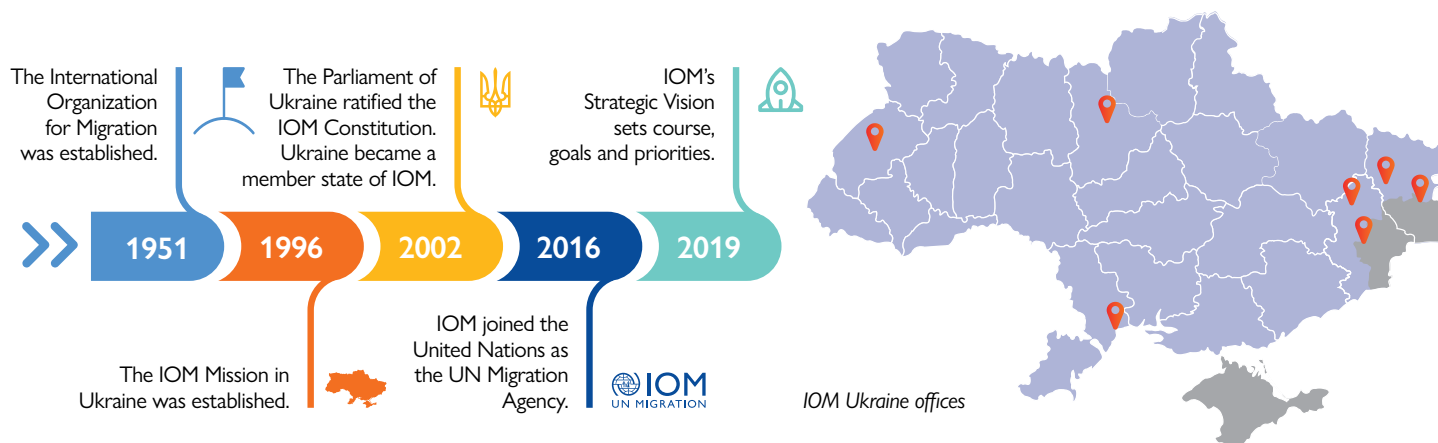 The International
Organization
for Migration
was established.
The Parliament of
Ukraine ratified the
IOM Constitution.
Ukraine became a
member state of IOM.
IOM's
Strategic Vision
sets course,
goals and priorities.
1951
1996
2002
2016
2019
The IOM Mission in
Ukraine was established.
IOM joined the
United Nations as
the UN Migration
Agency.
IOM
UN MIGRATION
IOM Ukraine offices